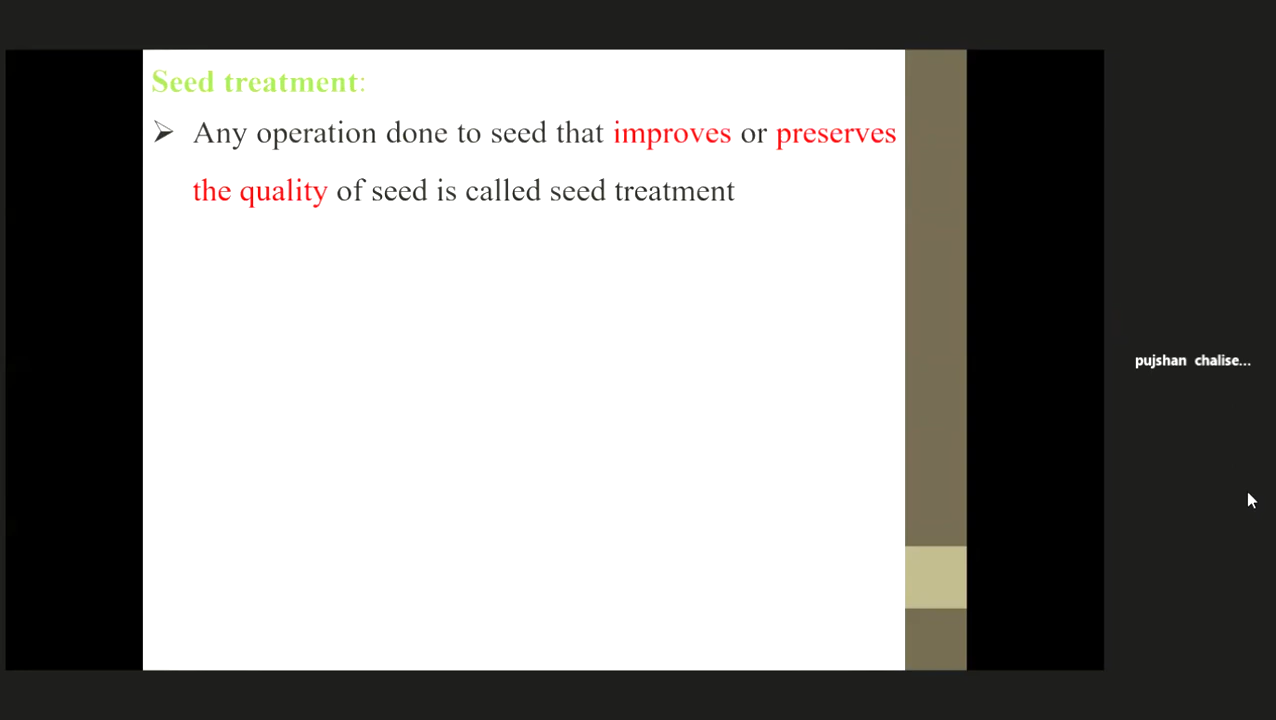 Seed treatment:
➢ Any operation done to seed that improves or preserves
the quality of seed is called seed treatment
pujshan chalise...